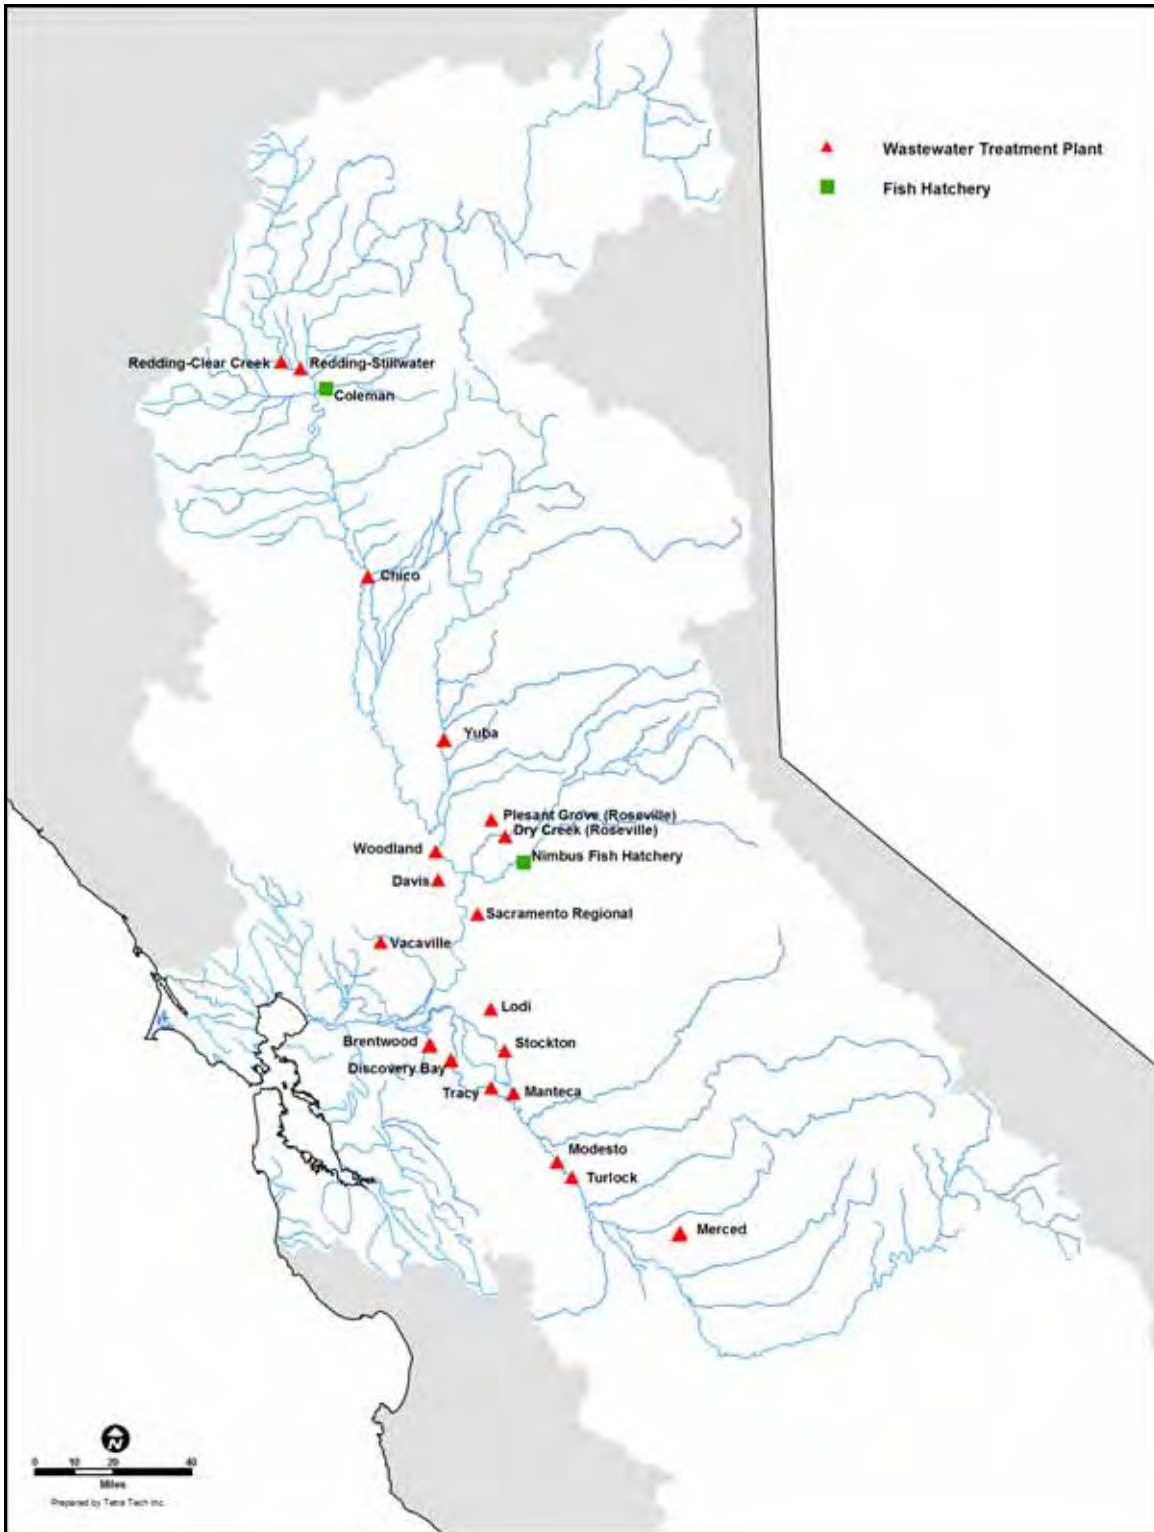 Wastewater Treatment Plant
Fish Hatchery
Redding-Clear Creek
Redding-Stillwater
Coleman
Chico
Yuba
Plesant Grove (Roseville)
Dry Creek (Roseville)
Woodland
Nimbus Fish Hatchery
Davis
Sacramento Regional
Vacaville
Lodi
Brentwood
Stockton
Discovery Bay
Tracy
Manteca
Modesto
Turlock
Merced
N
0 10 20 40
Miles
Prepared by Tetra Tech Inc.